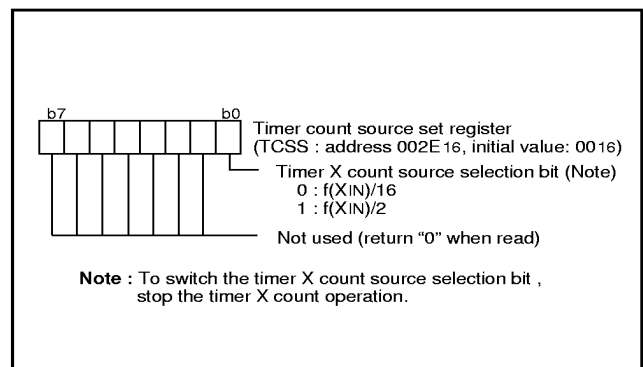 b7 b0
Timer count source set register
(TCSS : address 002E16, initial value: 0016)
Timer X count source selection bit (Note)
0 : f(XIN)/16
1 : f(XIN)/2
Not used (return “0” when read)
Note : To switch the timer X count source selection bit ,
stop the timer X count operation.